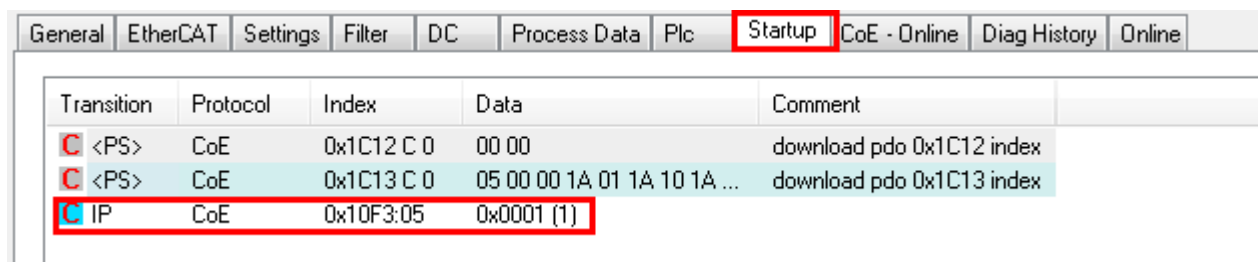 General EtherCAT Settings Filter DC Process Data Plc Startup CoE - Online Diag History Online
Transition Protocol Index Data Comment
C <PS> CoE 0x1C12 C 0 00 00 download pdo 0x1C12 index
C <PS> CoE 0x1C13 C 0 05 00 00 1A 01 1A 10 1A ... download pdo 0x1C13 index
C IP CoE 0x10F3:05 0x0001 (1)